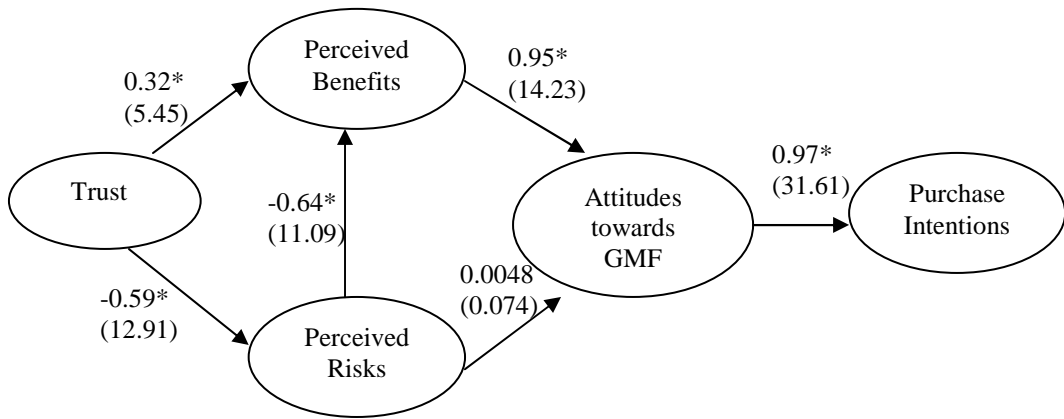 Perceived
Benefits
0.32*
(5.45)
0.95*
(14.23)
Trust
-0.64*
(11.09)
Attitudes
towards
GMF
0.97*
(31.61)
Purchase
Intentions
-0.59*
(12.91)
0.0048
(0.074)
Perceived
Risks